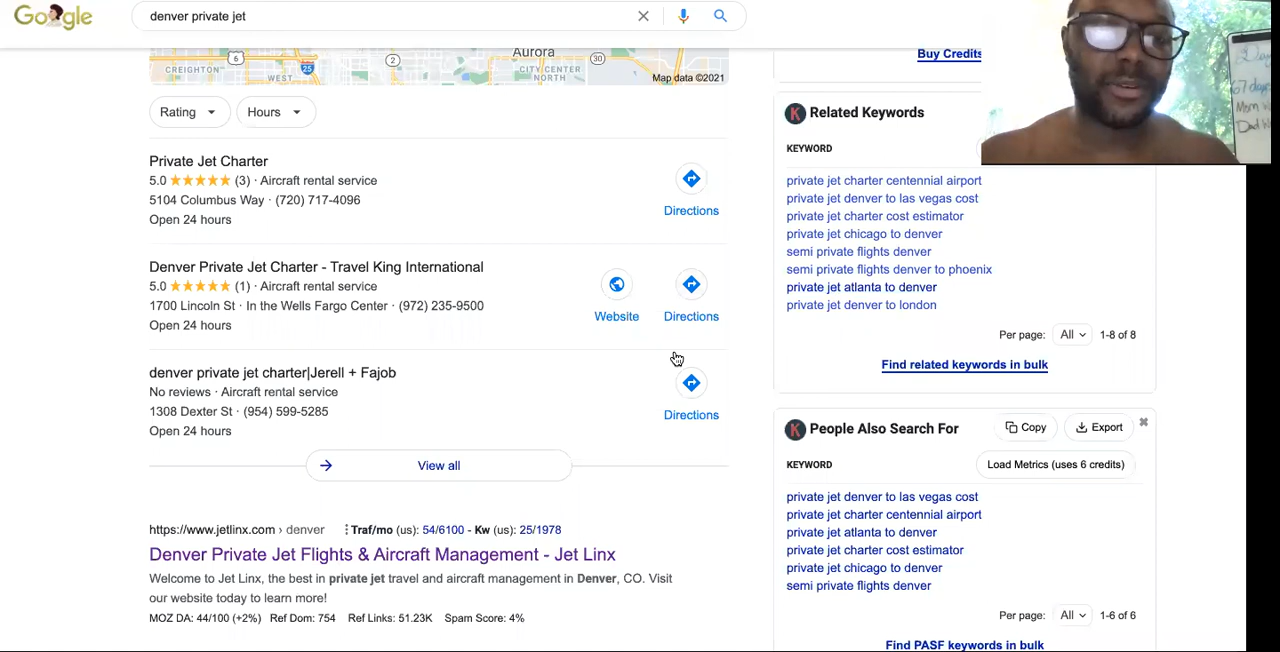 Google
denver private jet
Aurora
6
25
2
30
CREIGHTON
WEST
CITY CENTER
NORTH
Map data ©2021
Rating
Hours
Private Jet Charter
5.0 ★★★★★ (3) · Aircraft rental service
5104 Columbus Way · (720) 717-4096
Open 24 hours
Directions
Denver Private Jet Charter - Travel King International
5.0 ★★★★★ (1) · Aircraft rental service
1700 Lincoln St · In the Wells Fargo Center · (972) 235-9500
Open 24 hours
Website
Directions
denver private jet charter|Jerell + Fajob
No reviews · Aircraft rental service
1308 Dexter St · (954) 599-5285
Open 24 hours
Directions
View all
https://www.jetlinx.com › denver Traf/mo (us): 54/6100 - Kw (us): 25/1978
Denver Private Jet Flights & Aircraft Management - Jet Linx
Welcome to Jet Linx, the best in private jet travel and aircraft management in Denver, CO. Visit
our website today to learn more!
MOZ DA: 44/100 (+2%) Ref Dom: 754 Ref Links: 51.23K Spam Score: 4%
Buy Credits
K Related Keywords
KEYWORD
private jet charter centennial airport
private jet denver to las vegas cost
private jet charter cost estimator
private jet chicago to denver
semi private flights denver
semi private flights denver to phoenix
private jet atlanta to denver
private jet denver to london
Per page: All 1-8 of 8
Find related keywords in bulk
K People Also Search For Copy Export
KEYWORD Load Metrics (uses 6 credits)
private jet denver to las vegas cost
private jet charter centennial airport
private jet atlanta to denver
private jet charter cost estimator
private jet chicago to denver
semi private flights denver
Per page: All 1-6 of 6
Find PASF keywords in bulk
67 days
Mom
Dad